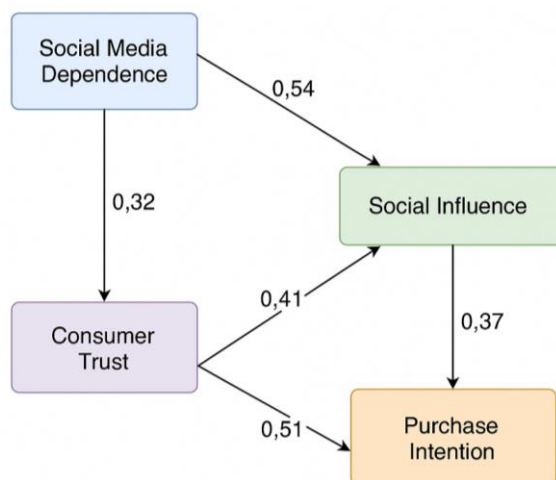 Social Media
Dependence
0,54
0,32
Social Influence
0,41
0,37
Consumer
Trust
0,51
Purchase
Intention